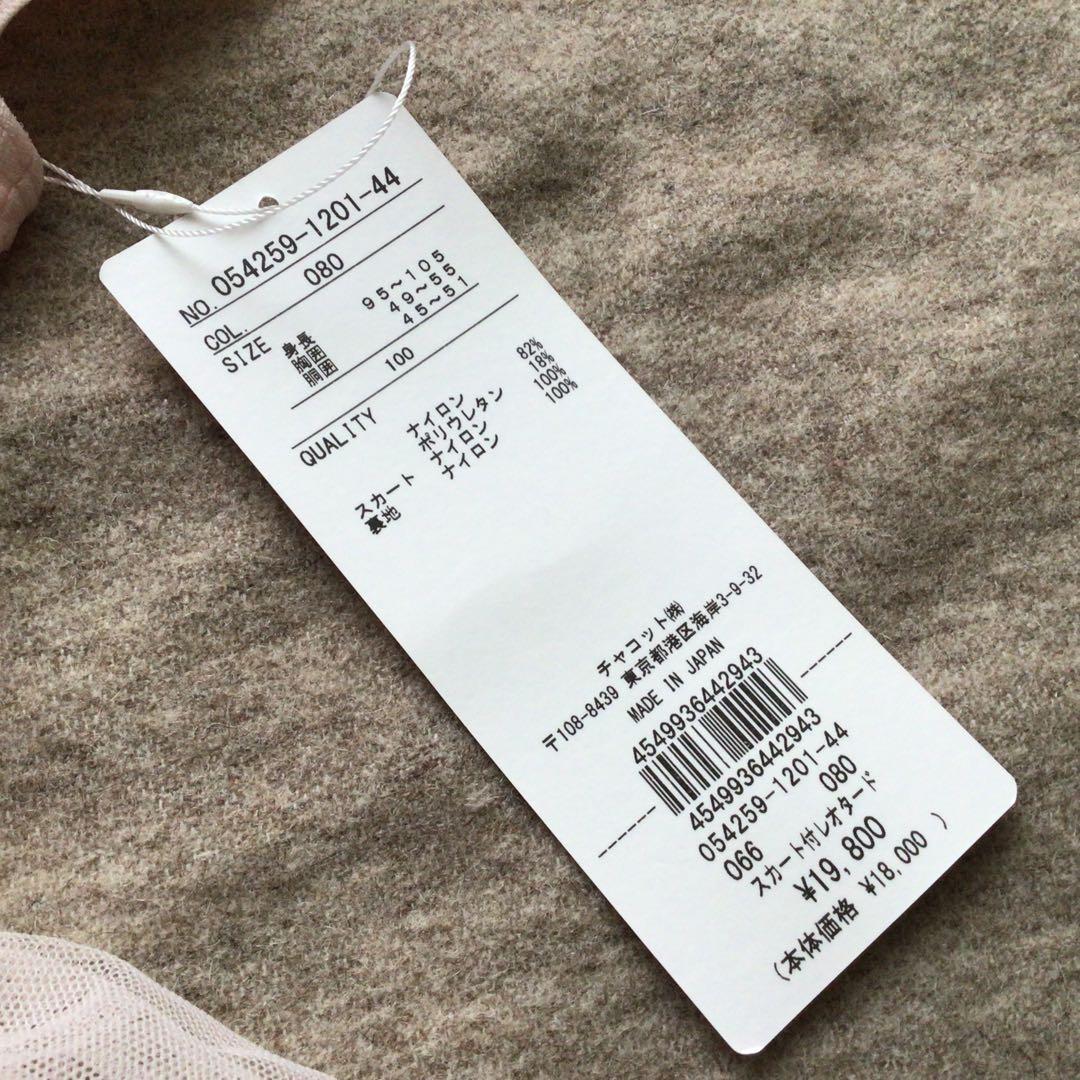 NO. 054259-1201-44
COL. 080
SIZE 身長 95~105
胸囲 49~55
胴囲 45~51
100
QUALITY
ナイロン 82%
ポリウレタン 18%
スカート ナイロン 100%
裏地 ナイロン 100%
チャコット㈱
〒108-8439 東京都港区海岸3-9-32
MADE IN JAPAN
4549936442943
4549936442943
054259-1201-44
066 080
スカート付レオタード
¥19,800
(本体価格 ¥18,000 )